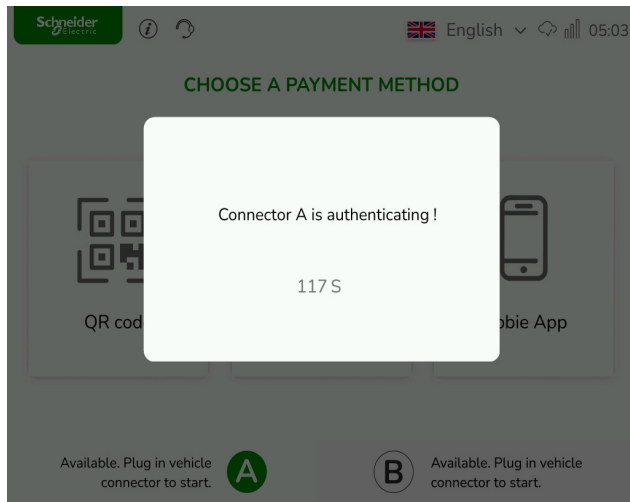 Schneider
Electric
English
05:03
CHOOSE A PAYMENT METHOD
Connector A is authenticating !
117 S
QR cod
bie App
Available. Plug in vehicle
connector to start.
A
B
Available. Plug in vehicle
connector to start.